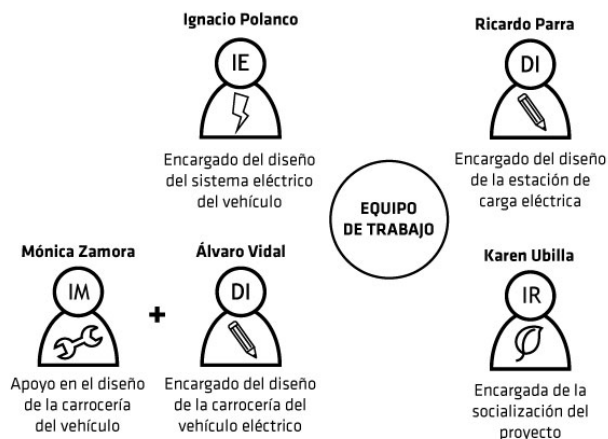 Ignacio Polanco
IE
Encargado del diseño
del sistema eléctrico
del vehículo
Ricardo Parra
DI
Encargado del diseño
de la estación de
carga eléctrica
EQUIPO
DE TRABAJO
Mónica Zamora
IM
Apoyo en el diseño
de la carrocería
del vehículo
+
Álvaro Vidal
DI
Encargado del diseño
de la carrocería del
vehículo eléctrico
Karen Ubilla
IR
Encargada de la
socialización del
proyecto